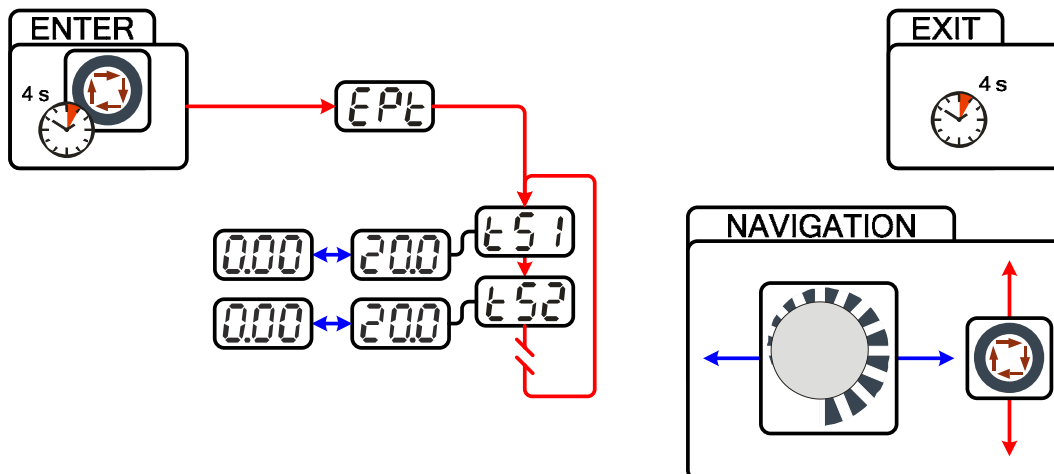 ENTER
EXIT
4 s
4 s
EPt
tS1
0.00
20.0
tS2
0.00
20.0
NAVIGATION